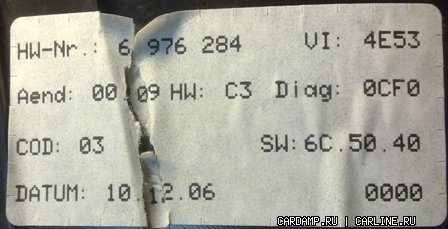 HW-Nr.: 6 976 284 VI: 4E53
Aend: 00.09 HW: C3 Diag: 0CF0
COD: 03 SW:6C.50.40
DATUM: 10.12.06 0000
CARDAMP.RU | CARLINE.RU